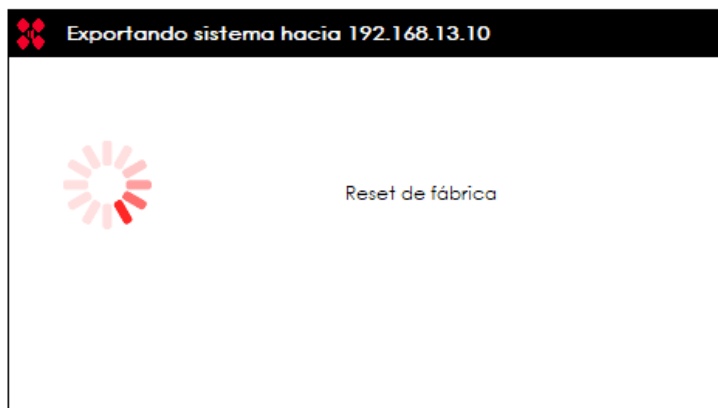 Exportando sistema hacia 192.168.13.10
Reset de fábrica